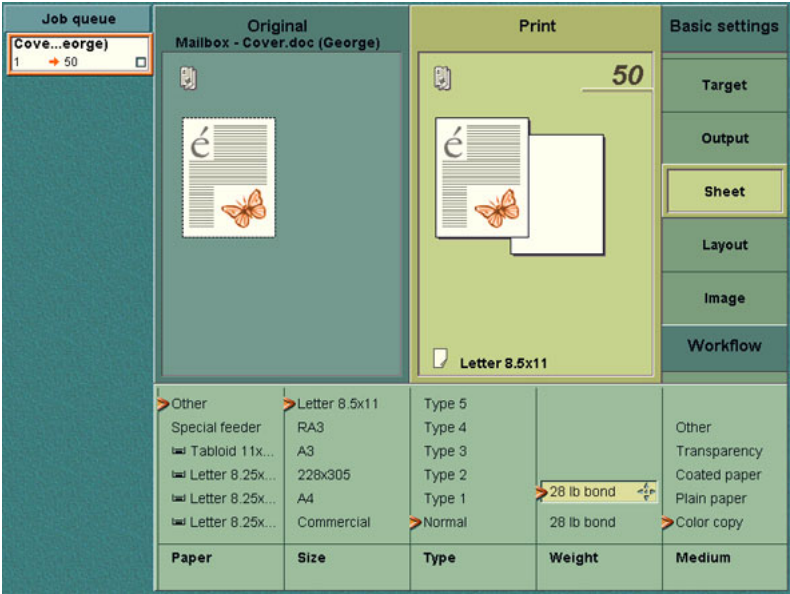 Job queue
Cove...eorge)
1 50
Original
Mailbox - Cover.doc (George)
é
Print
50
é
Letter 8.5x11
Basic settings
Target
Output
Sheet
Layout
Image
Workflow
Other
Special feeder
Tabloid 11x...
Letter 8.25x...
Letter 8.25x...
Letter 8.25x...
Paper
Letter 8.5x11
RA3
A3
228x305
A4
Commercial
Size
Type 5
Type 4
Type 3
Type 2
Type 1
Normal
Type
28 lb bond
28 lb bond
Weight
Other
Transparency
Coated paper
Plain paper
Color copy
Medium